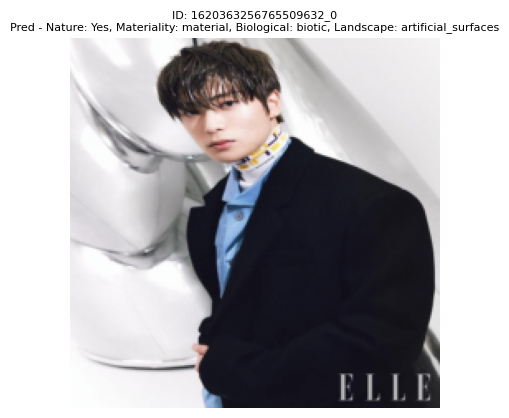 ID: 1620363256765509632_0
Pred - Nature: Yes, Materiality: material, Biological: biotic, Landscape: artificial_surfaces
ELLE